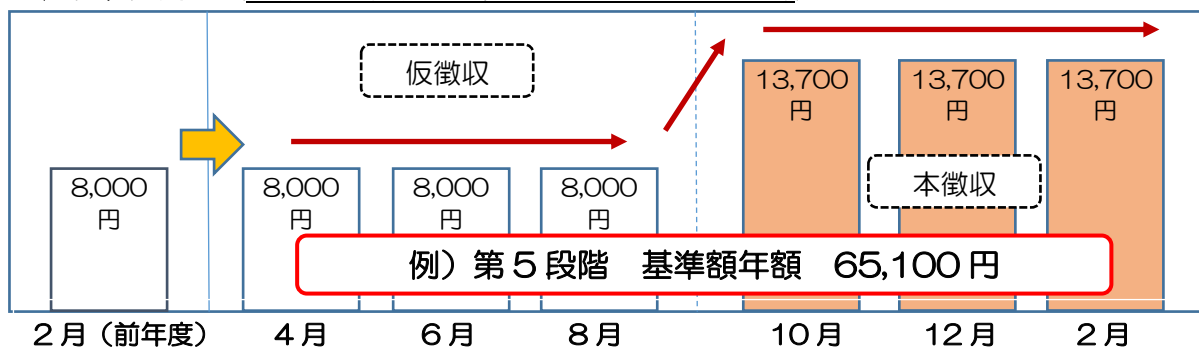 仮徴収
13,700
円
13,700
円
13,700
円
8,000
円
8,000
円
8,000
円
8,000
円
本徴収
例）第５段階　基準額年額　65,100円
２月（前年度）
４月
６月
８月
10月
12月
２月